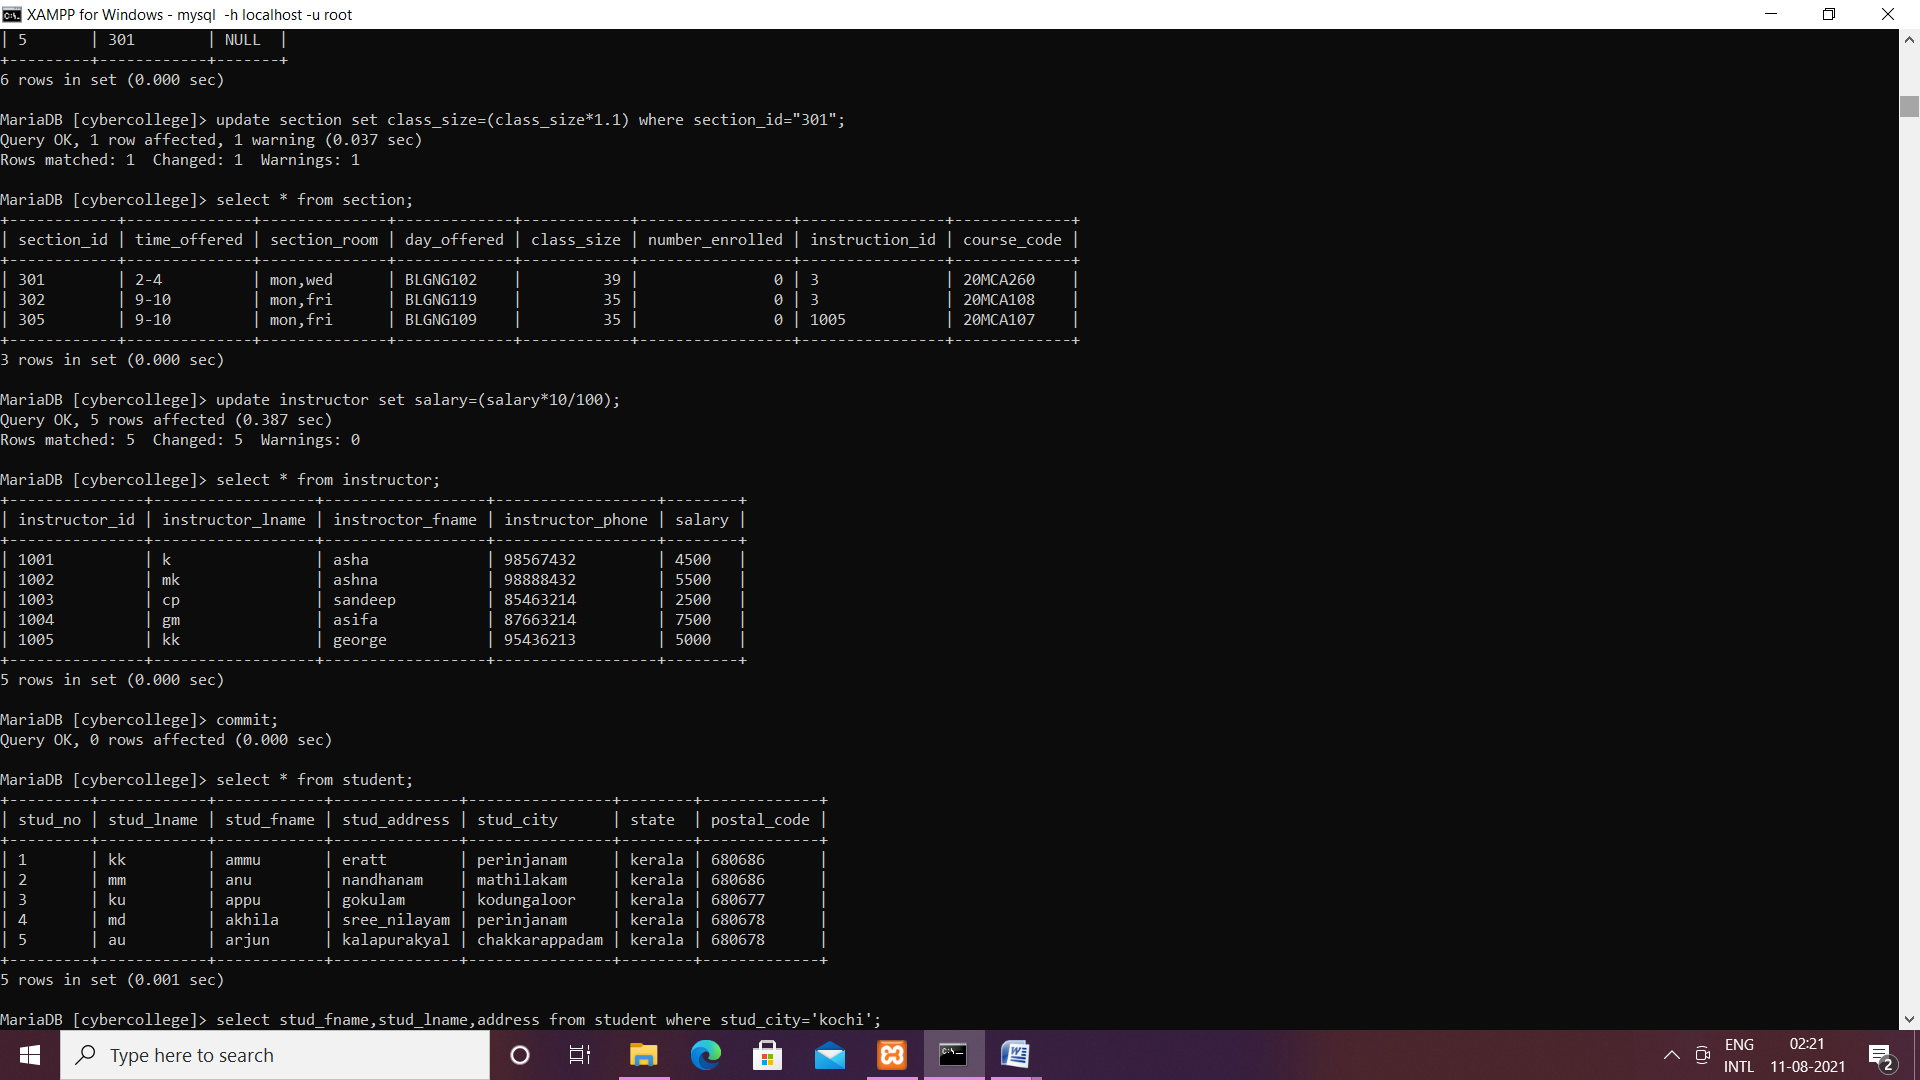 XAMPP for Windows - mysql  -h localhost -u root
| 5       | 301        | NULL  |
+---------+------------+-------+
6 rows in set (0.000 sec)
MariaDB [cybercollege]> update section set class_size=(class_size*1.1) where section_id="301";
Query OK, 1 row affected, 1 warning (0.037 sec)
Rows matched: 1  Changed: 1  Warnings: 1
MariaDB [cybercollege]> select * from section;
+------------+--------------+--------------+-------------+------------+-----------------+----------------+-------------+
| section_id | time_offered | section_room | day_offered | class_size | number_enrolled | instruction_id | course_code |
+------------+--------------+--------------+-------------+------------+-----------------+----------------+-------------+
| 301        | 2-4          | mon,wed      | BLGNG102    |         39 |               0 | 3              | 20MCA260    |
| 302        | 9-10         | mon,fri      | BLGNG119    |         35 |               0 | 3              | 20MCA108    |
| 305        | 9-10         | mon,fri      | BLGNG109    |         35 |               0 | 1005           | 20MCA107    |
+------------+--------------+--------------+-------------+------------+-----------------+----------------+-------------+
3 rows in set (0.000 sec)
MariaDB [cybercollege]> update instructor set salary=(salary*10/100);
Query OK, 5 rows affected (0.387 sec)
Rows matched: 5  Changed: 5  Warnings: 0
MariaDB [cybercollege]> select * from instructor;
+---------------+------------------+------------------+------------------+--------+
| instructor_id | instructor_lname | instroctor_fname | instructor_phone | salary |
+---------------+------------------+------------------+------------------+--------+
| 1001          | k                | asha             | 98567432         | 4500   |
| 1002          | mk               | ashna            | 98888432         | 5500   |
| 1003          | cp               | sandeep          | 85463214         | 2500   |
| 1004          | gm               | asifa            | 87663214         | 7500   |
| 1005          | kk               | george           | 95436213         | 5000   |
+---------------+------------------+------------------+------------------+--------+
5 rows in set (0.000 sec)
MariaDB [cybercollege]> commit;
Query OK, 0 rows affected (0.000 sec)
MariaDB [cybercollege]> select * from student;
+---------+------------+------------+--------------+----------------+--------+-------------+
| stud_no | stud_lname | stud_fname | stud_address | stud_city      | state  | postal_code |
+---------+------------+------------+--------------+----------------+--------+-------------+
| 1       | kk         | ammu       | eratt        | perinjanam     | kerala | 680686      |
| 2       | mm         | anu        | nandhanam    | mathilakam     | kerala | 680686      |
| 3       | ku         | appu       | gokulam      | kodungaloor    | kerala | 680677      |
| 4       | md         | akhila     | sree_nilayam | perinjanam     | kerala | 680678      |
| 5       | au         | arjun      | kalapurakyal | chakkarappadam | kerala | 680678      |
+---------+------------+------------+--------------+----------------+--------+-------------+
5 rows in set (0.001 sec)
MariaDB [cybercollege]> select stud_fname,stud_lname,address from student where stud_city='kochi';
Type here to search
ENG
INTL
02:21
11-08-2021
2